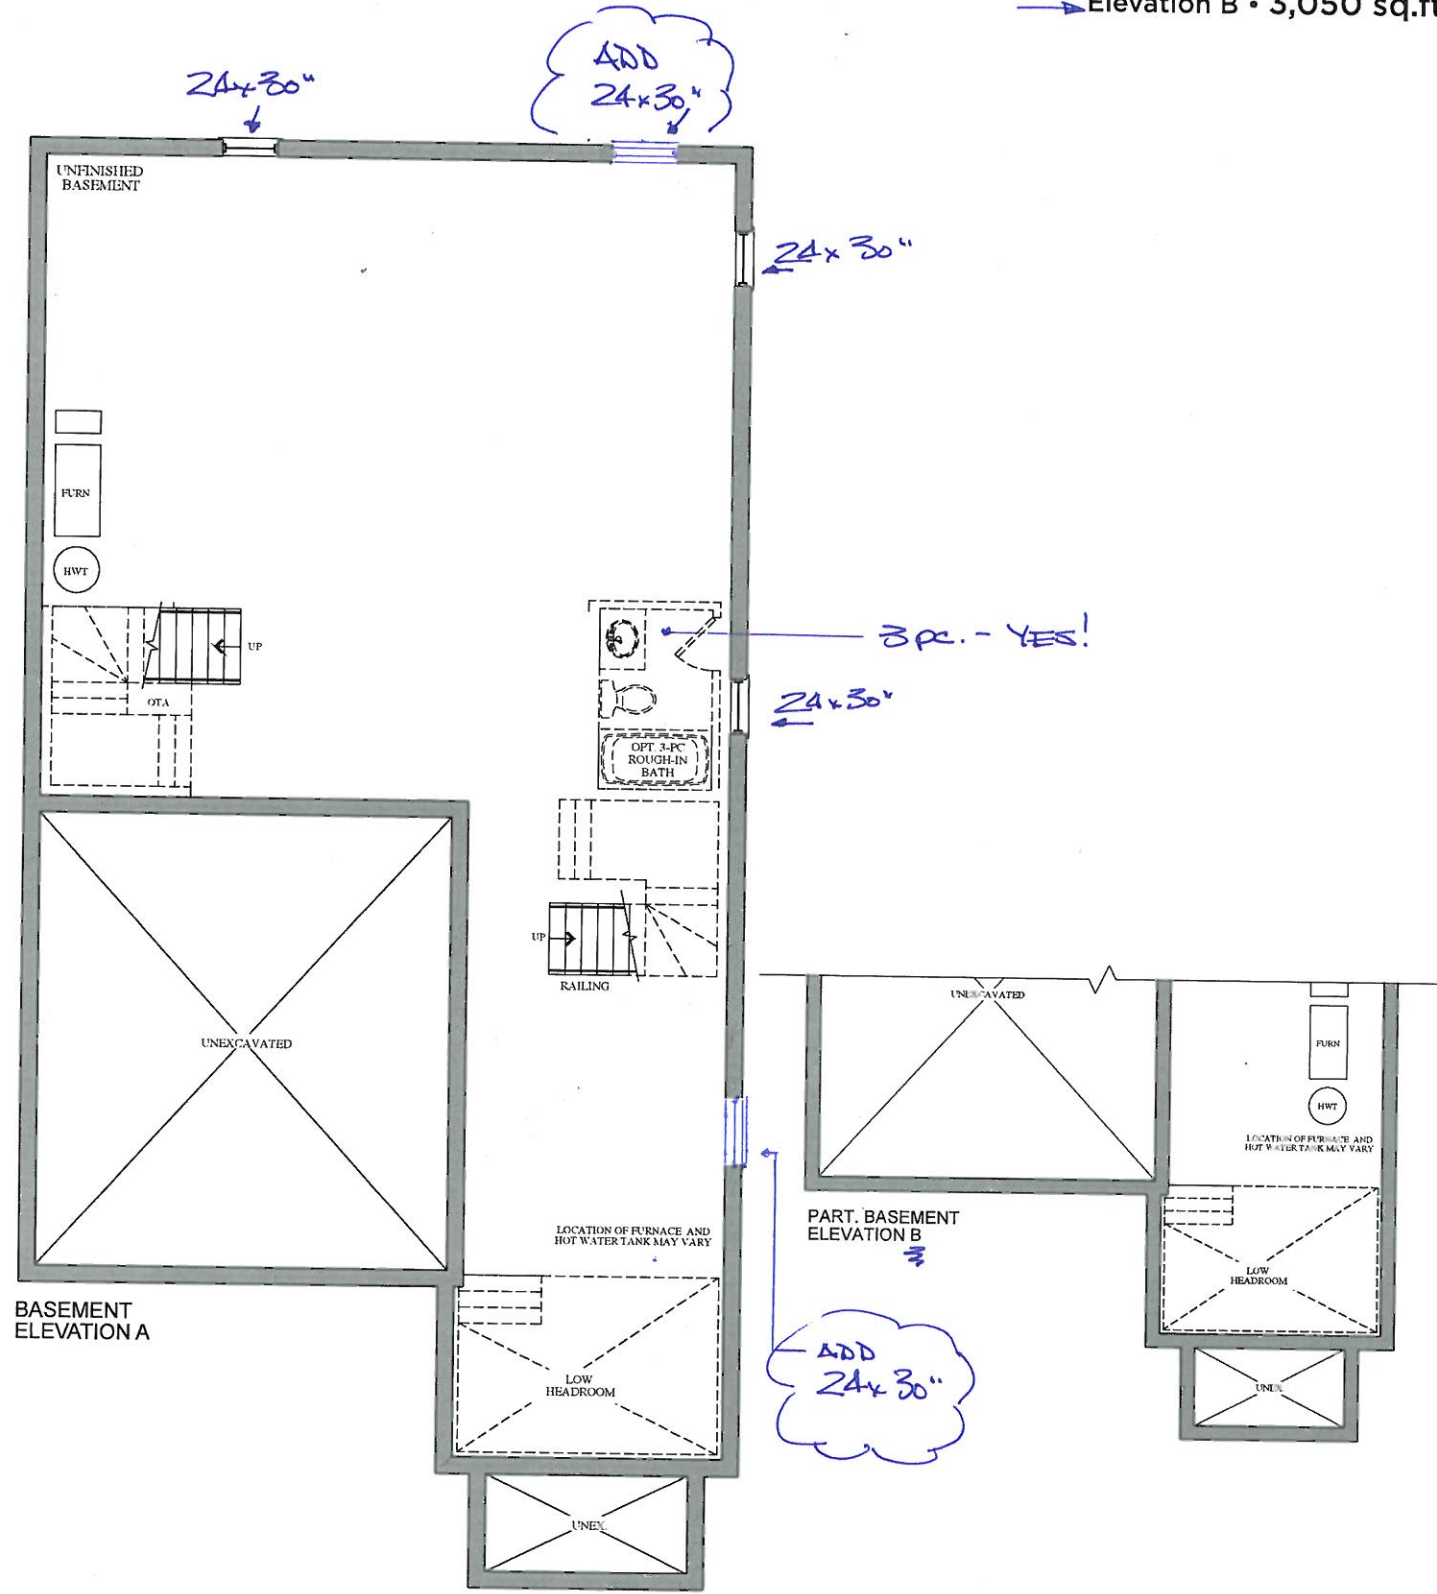 Elevation B • 3,050 sq.ft
24x30"
ADD
24x30"
UNFINISHED
BASEMENT
24x30"
FURN
HWT
UP
OTA
3 pc. - YES!
24x30"
OPT. 3-PC
ROUGH-IN
BATH
UP
RAILING
UNEXCAVATED
UNEXCAVATED
FURN
HWT
LOCATION OF FURNACE AND
HOT WATER TANK MAY VARY
PART. BASEMENT
ELEVATION B
LOCATION OF FURNACE AND
HOT WATER TANK MAY VARY
LOW
HEADROOM
BASEMENT
ELEVATION A
ADD
24x30"
LOW
HEADROOM
UNEX.
UNEX.